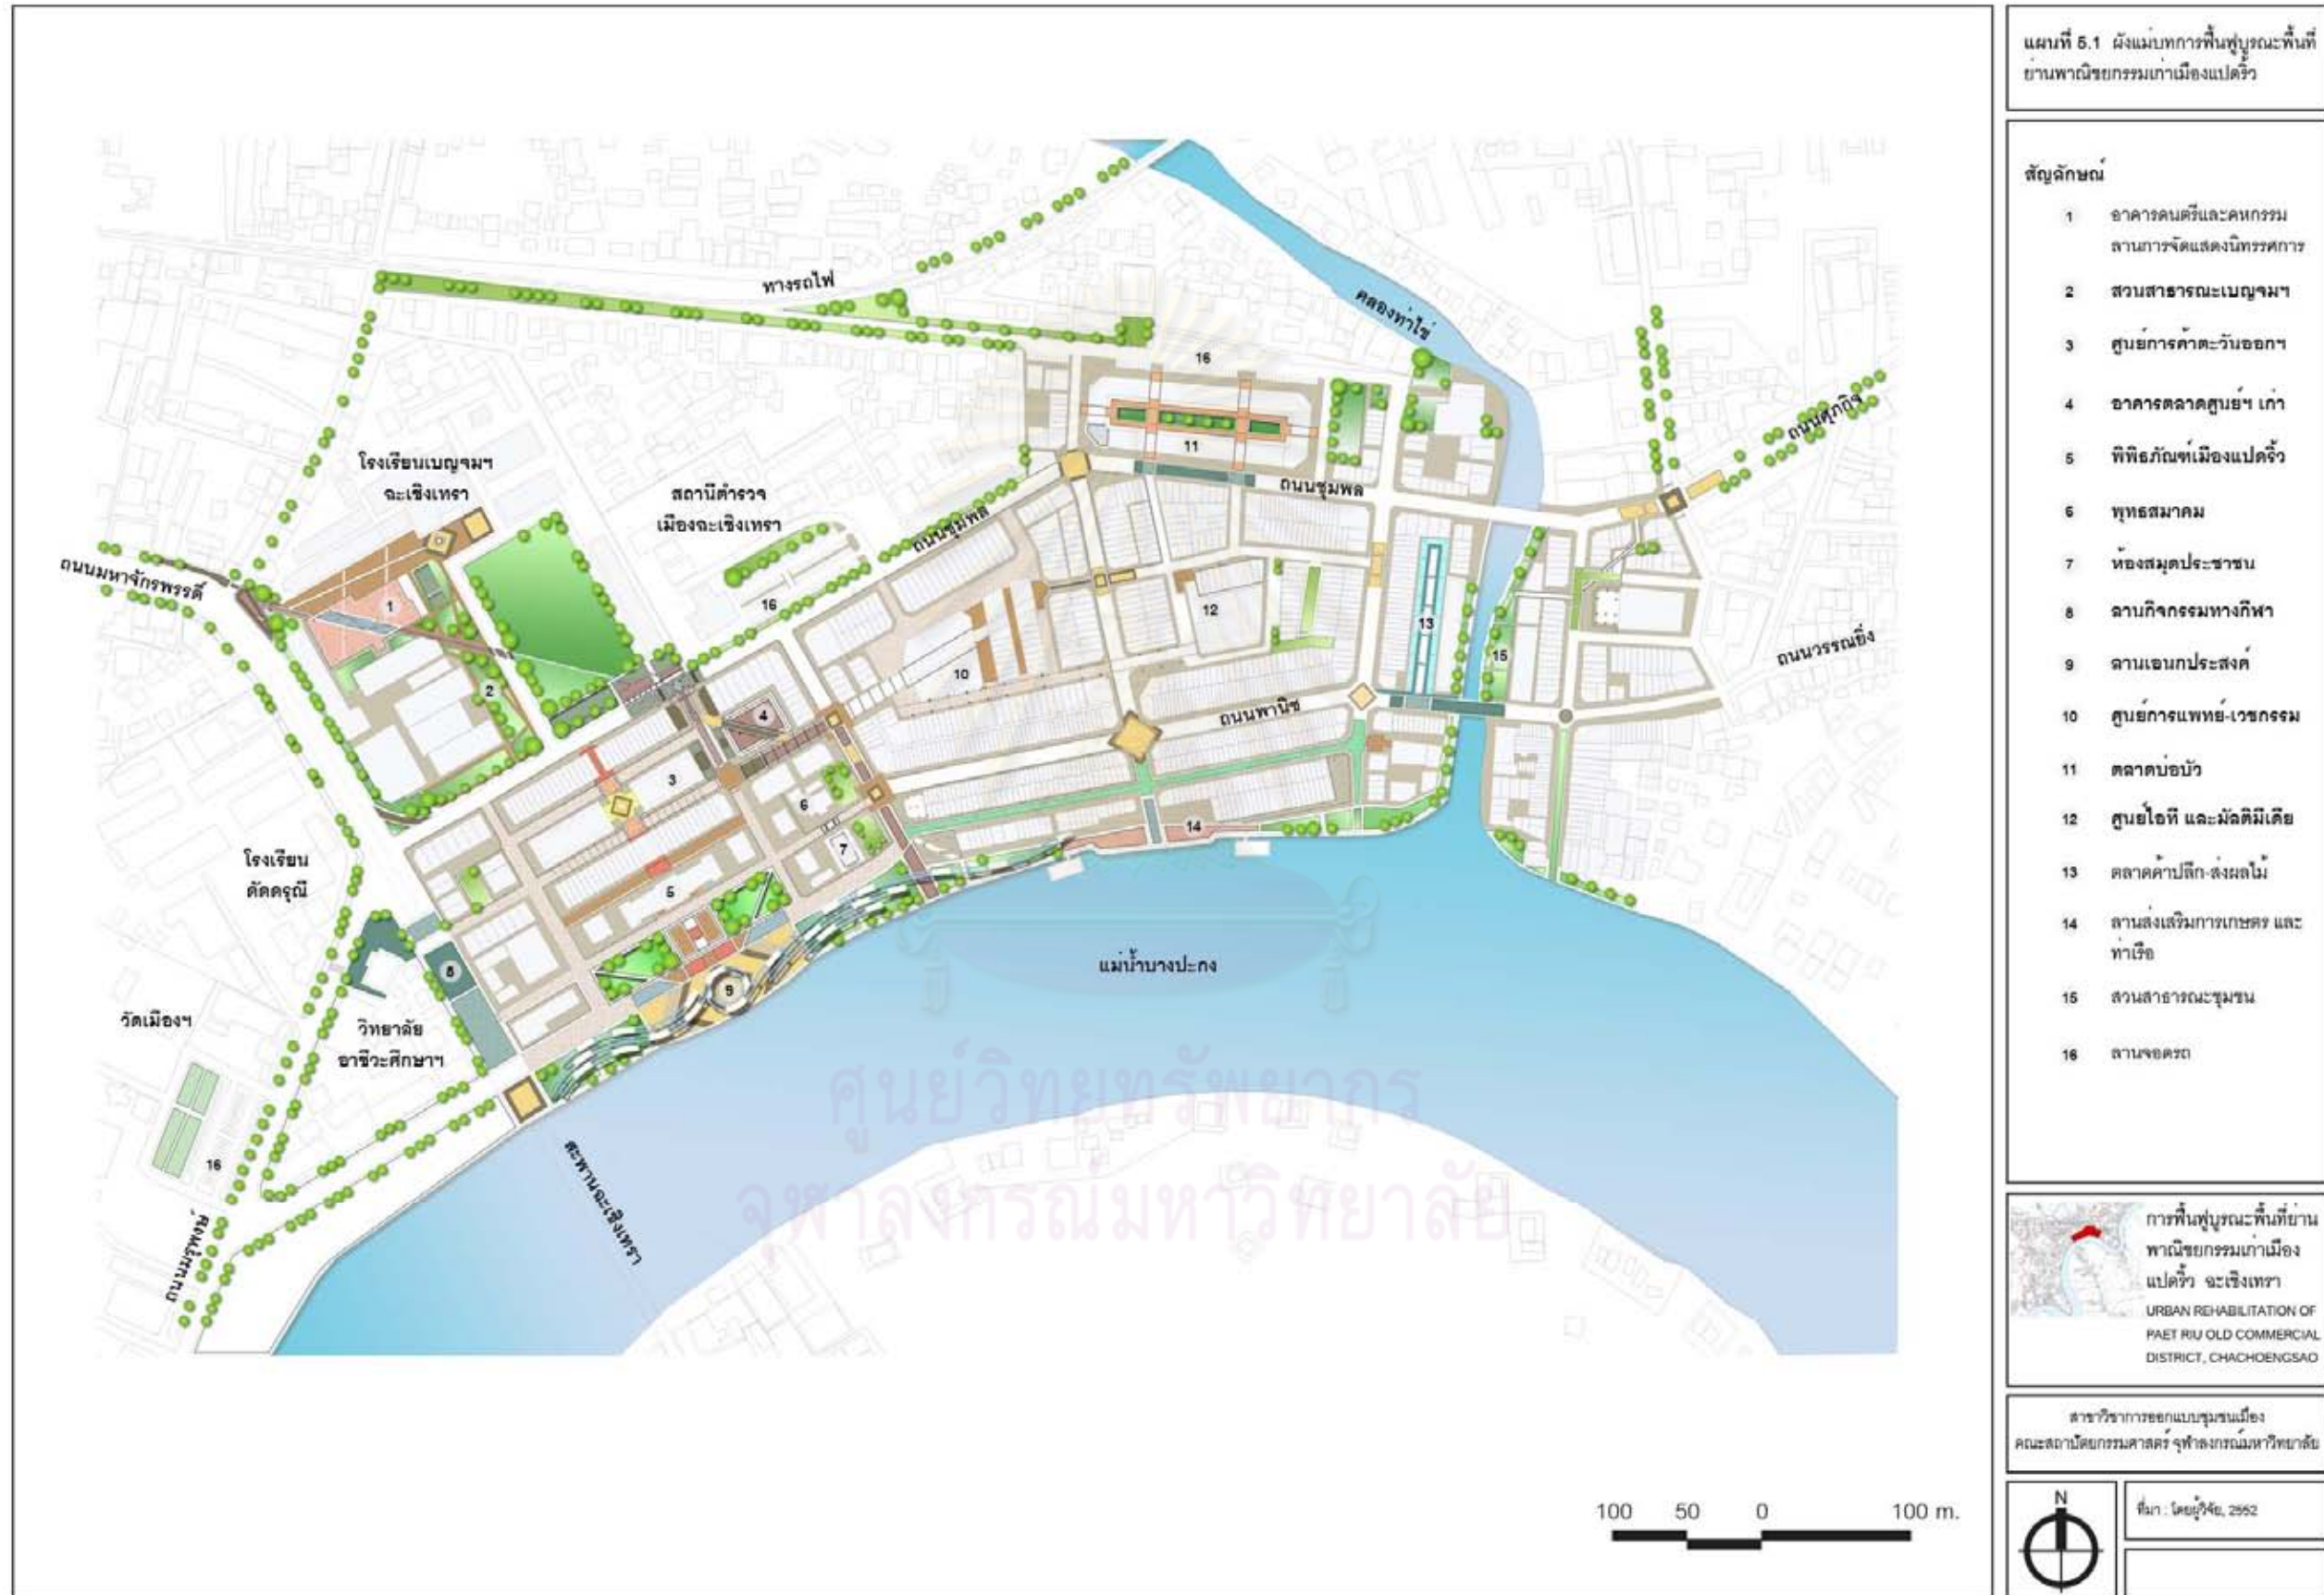 แผนที่ 5.1 ผังแม่บทการฟื้นฟูบูรณะพื้นที่
ย่านพาณิชยกรรมเก่าเมืองแปดริ้ว
สัญลักษณ์
1 อาคารดนตรีและคหกรรม
ลานการจัดแสดงนิทรรศการ
2 สวนสาธารณะเบญจมฯ
3 ศูนย์การค้าตะวันออกฯ
4 อาคารตลาดศูนย์ฯ เก่า
5 พิพิธภัณฑ์เมืองแปดริ้ว
6 พุทธสมาคม
7 ห้องสมุดประชาชน
8 ลานกิจกรรมทางกีฬา
9 ลานเอนกประสงค์
10 ศูนย์การแพทย์-เวชกรรม
11 ตลาดบ่อบัว
12 ศูนย์ไอที และมัลติมีเดีย
13 ตลาดค้าปลีก-ส่งผลไม้
14 ลานส่งเสริมการเกษตร และ
ท่าเรือ
15 สวนสาธารณะชุมชน
16 ลานจอดรถ
การฟื้นฟูบูรณะพื้นที่ย่าน
พาณิชยกรรมเก่าเมือง
แปดริ้ว ฉะเชิงเทรา
URBAN REHABILITATION OF
PAET RIU OLD COMMERCIAL
DISTRICT, CHACHOENGSAO
สาขาวิชาการออกแบบชุมชนเมือง
คณะสถาปัตยกรรมศาสตร์ จุฬาลงกรณ์มหาวิทยาลัย
N
ที่มา : โดยผู้วิจัย, 2552
ทางรถไฟ
คลองท่าไข่
16
11
ถนนศุภกิจ
โรงเรียนเบญจมฯ
ฉะเชิงเทรา
สถานีตำรวจ
เมืองฉะเชิงเทรา
ถนนชุมพล
ถนนชุมพล
ถนนมหาจักรพรรดิ์
1
16
12
13
15
ถนนวรรณยิ่ง
10
2
4
ถนนพานิช
3
6
14
7
โรงเรียน
ดัดดรุณี
5
8
9
แม่น้ำบางปะกง
วัดเมืองฯ
วิทยาลัย
อาชีวะศึกษาฯ
16
สะพานฉะเชิงเทรา
ถนนมรุพงษ์
ศูนย์วิทยทรัพยากร
จุฬาลงกรณ์มหาวิทยาลัย
100 50 0 100 m.